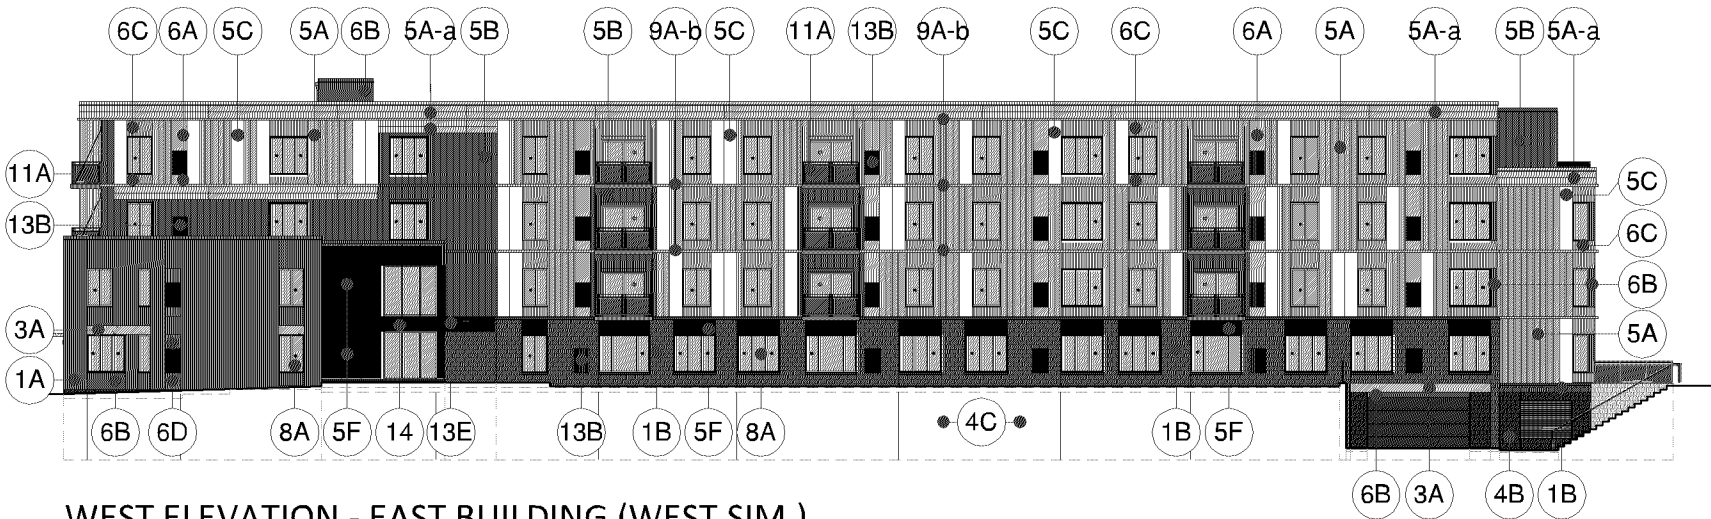 6C 6A 5C 5A 6B 5A-a 5B 5B 9A-b 5C 11A 13B 9A-b 5C 6C 6A 5A 5A-a 5B 5A-a
11A
5C
13B
6C
6B
3A
5A
1A
6B 6D 8A 5F 14 13E 13B 1B 5F 8A 4C 1B 5F
6B 3A 4B 1B
WEST ELEVATION - EAST BUILDING (WEST SIM.)